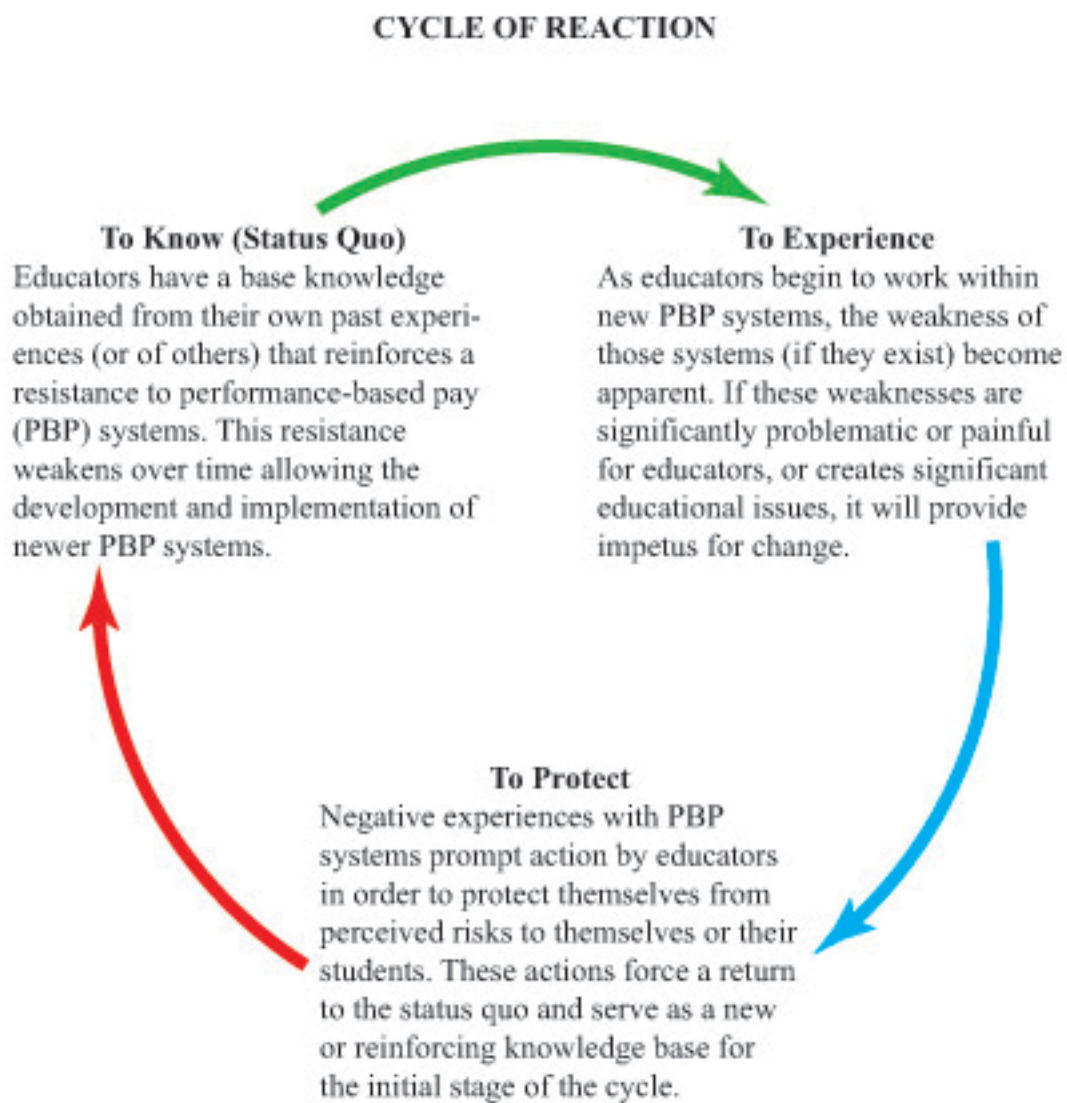 CYCLE OF REACTION
To Know (Status Quo)
Educators have a base knowledge
obtained from their own past experi-
ences (or of others) that reinforces a
resistance to performance-based pay
(PBP) systems. This resistance
weakens over time allowing the
development and implementation of
newer PBP systems.
To Experience
As educators begin to work within
new PBP systems, the weakness of
those systems (if they exist) become
apparent. If these weaknesses are
significantly problematic or painful
for educators, or creates significant
educational issues, it will provide
impetus for change.
To Protect
Negative experiences with PBP
systems prompt action by educators
in order to protect themselves from
perceived risks to themselves or their
students. These actions force a return
to the status quo and serve as a new
or reinforcing knowledge base for
the initial stage of the cycle.